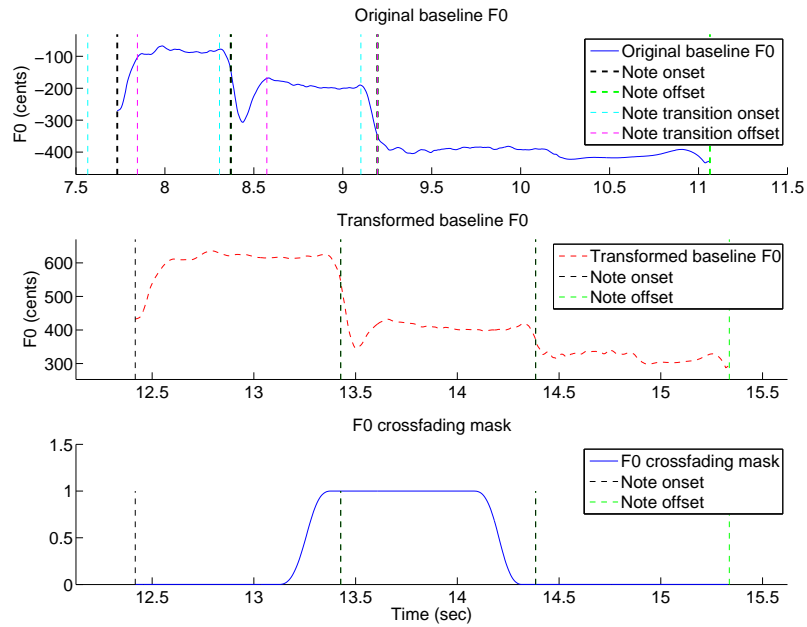 Original baseline F0
F0 (cents)
−100
−200
−300
−400
7.5 8 8.5 9 9.5 10 10.5 11 11.5
Original baseline F0
Note onset
Note offset
Note transition onset
Note transition offset
Transformed baseline F0
F0 (cents)
600
500
400
300
12.5 13 13.5 14 14.5 15 15.5
Transformed baseline F0
Note onset
Note offset
F0 crossfading mask
1.5
1
0.5
0
12.5 13 13.5 14 14.5 15 15.5
Time (sec)
F0 crossfading mask
Note onset
Note offset